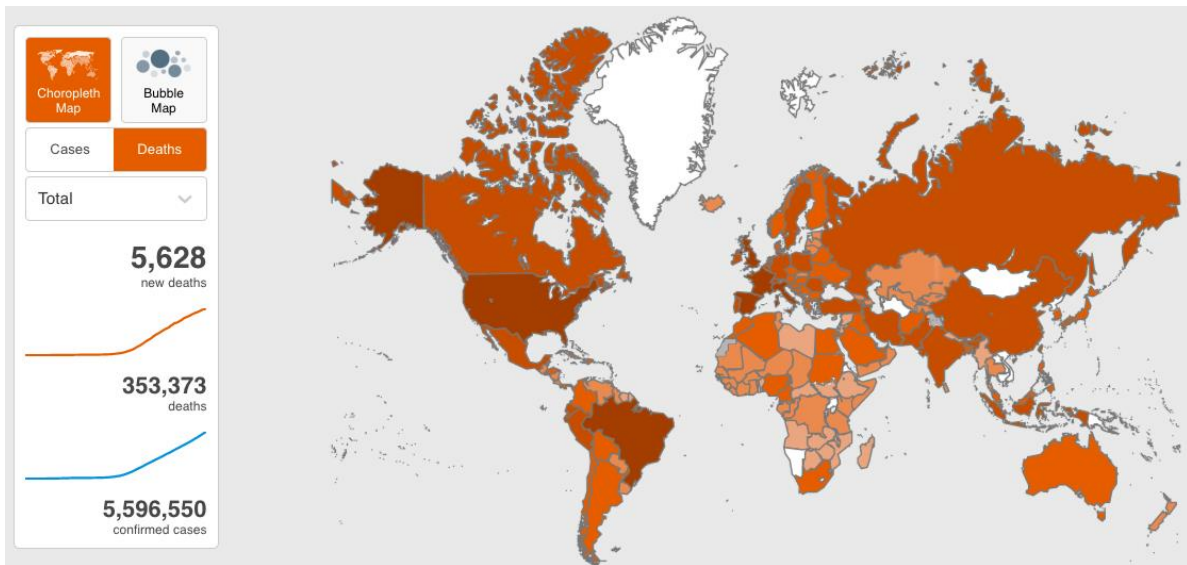 Choropleth
Map
Bubble
Map
Cases
Deaths
Total
5,628
new deaths
353,373
deaths
5,596,550
confirmed cases